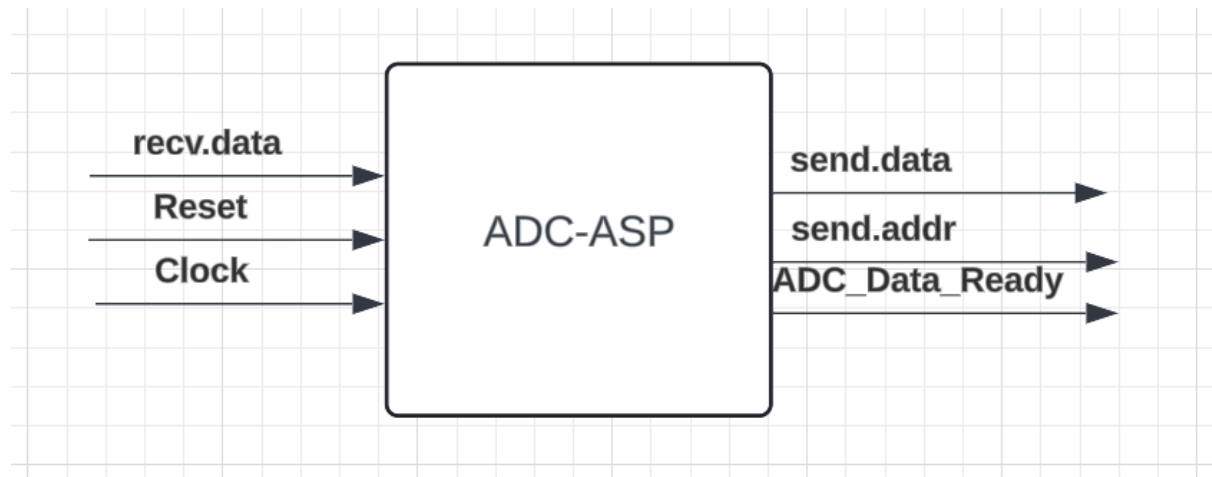 recv.data
Reset
Clock
ADC-ASP
send.data
send.addr
ADC_Data_Ready